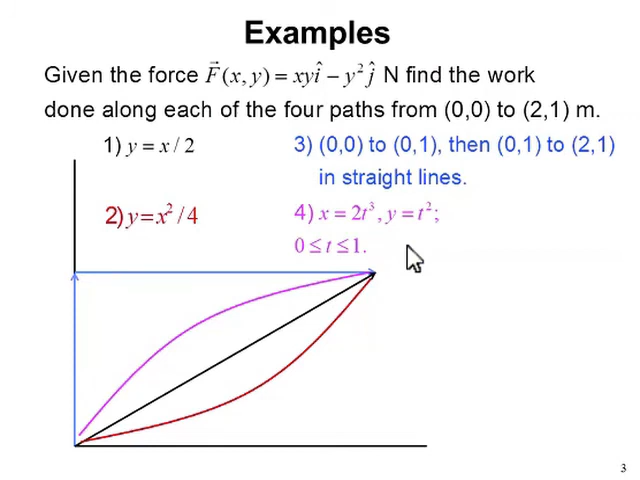 Examples
Given the force F⃗(x, y) = xyî − y²ĵ N find the work
done along each of the four paths from (0,0) to (2,1) m.
1) y = x / 2
3) (0,0) to (0,1), then (0,1) to (2,1)
in straight lines.
2) y = x² / 4
4) x = 2t³, y = t²;
0 ≤ t ≤ 1.
3